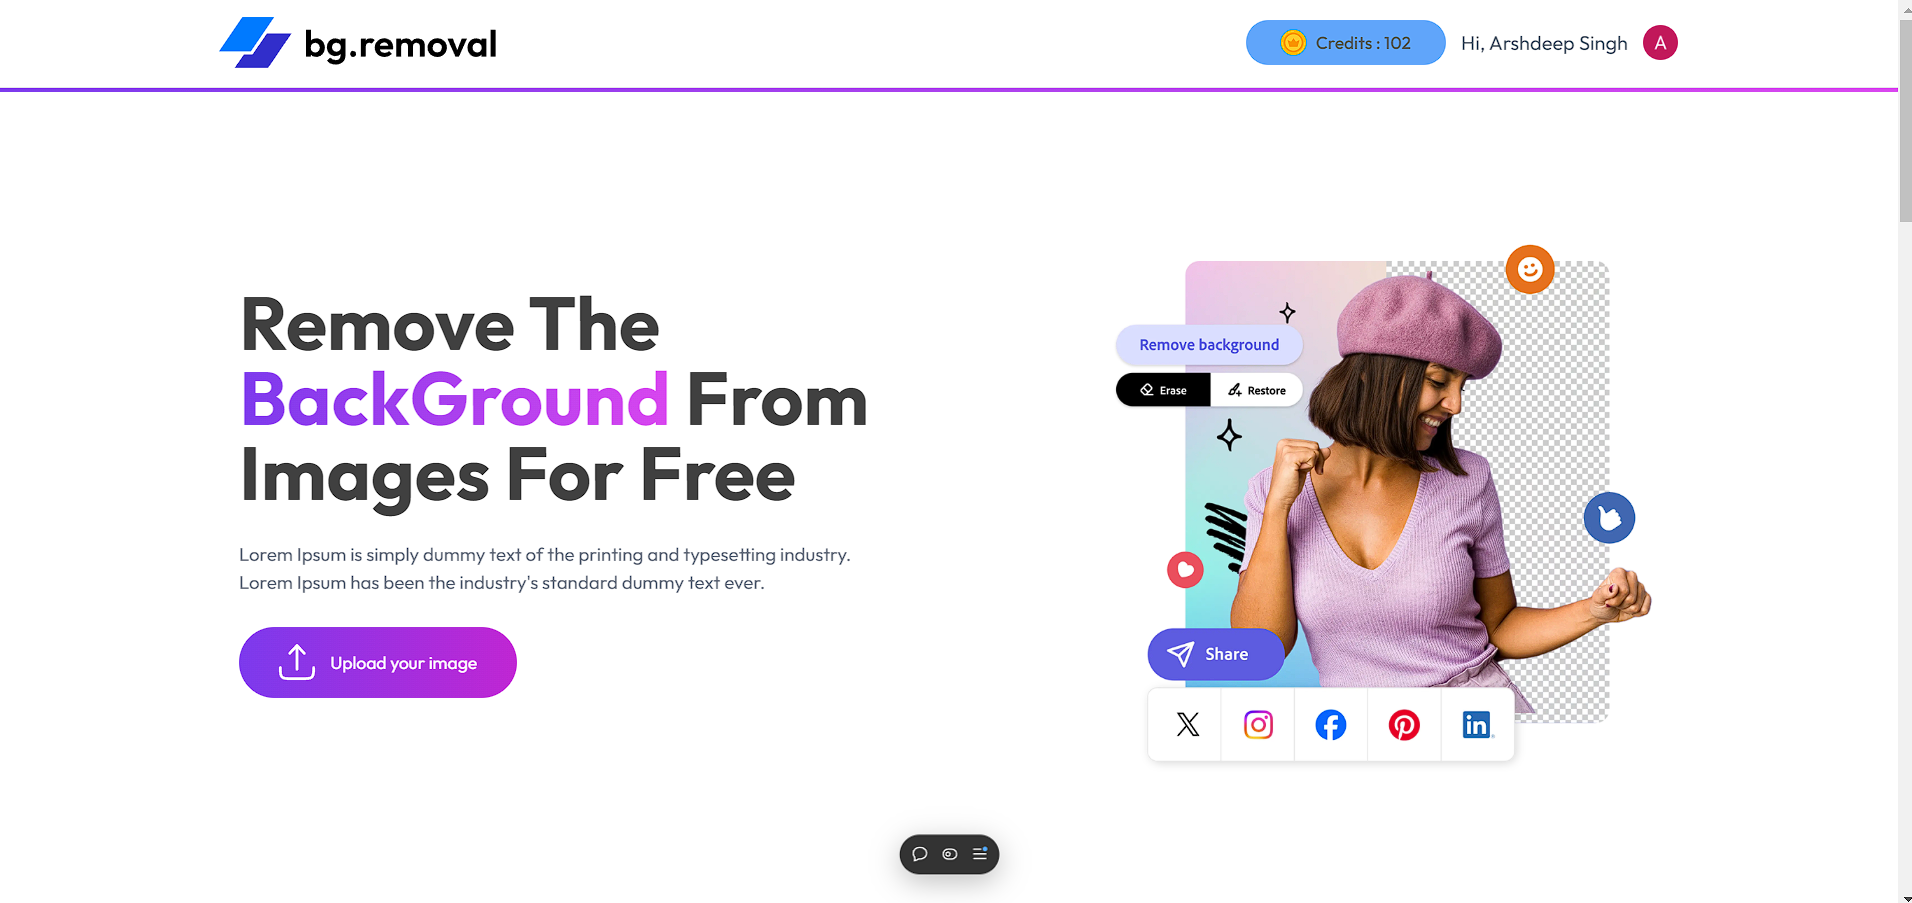 bg.removal
Credits : 102
Hi, Arshdeep Singh
A
Remove The
BackGround From
Images For Free
Lorem Ipsum is simply dummy text of the printing and typesetting industry.
Lorem Ipsum has been the industry's standard dummy text ever.
Upload your image
Remove background
Erase
Restore
Share
X
in